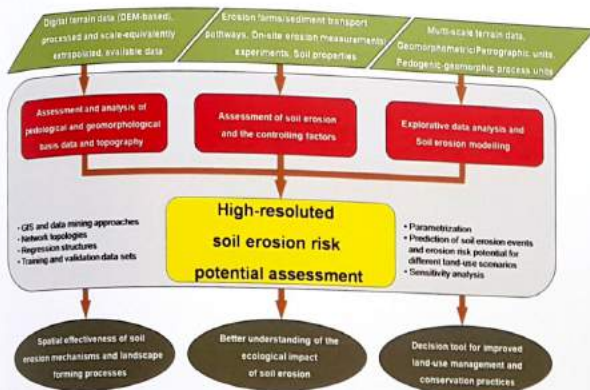 Digital terrain data (DEM-based),
processed and scale-equivalently
extrapolated, available data
Erosion forms/sediment transport
pathways, On-site erosion measurements/
experiments, Soil properties
Multi-scale terrain data,
Geomorphometric/Petrographic units,
Pedogenic-geomorphic process units
Assessment and analysis of
pedological and geomorphological
basis data and topography
Assessment of soil erosion
and the controlling factors
Explorative data analysis and
Soil erosion modelling
• GIS and data mining approaches
• Network topologies
• Regression structures
• Training and validation data sets
High-resoluted
soil erosion risk
potential assessment
• Parametrization
• Prediction of soil erosion events
and erosion risk potential for
different land-use scenarios
• Sensitivity analysis
Spatial effectiveness of soil
erosion mechanisms and landscape
forming processes
Better understanding of the
ecological impact
of soil erosion
Decision tool for improved
land-use management and
conservation practices